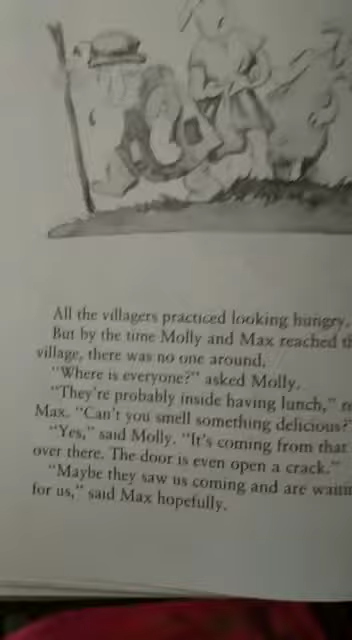 All the villagers practiced looking hungry.
But by the time Molly and Max reached
village, there was no one around.
"Where is everyone?" asked Molly.
"They're probably inside having lunch,"
Max. "Can't you smell something delicious?"
"Yes," said Molly. "It's coming from that
over there. The door is even open a crack."
"Maybe they saw us coming and are
for us," said Max hopefully.